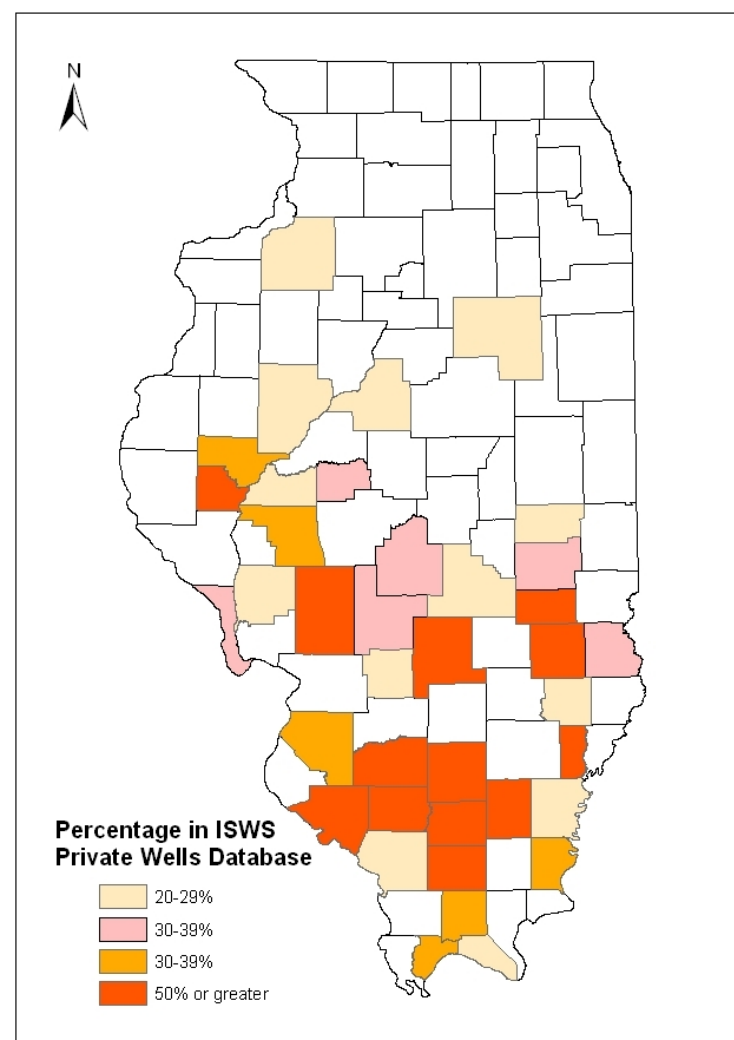 N
Percentage in ISWS
Private Wells Database
20-29%
30-39%
30-39%
50% or greater